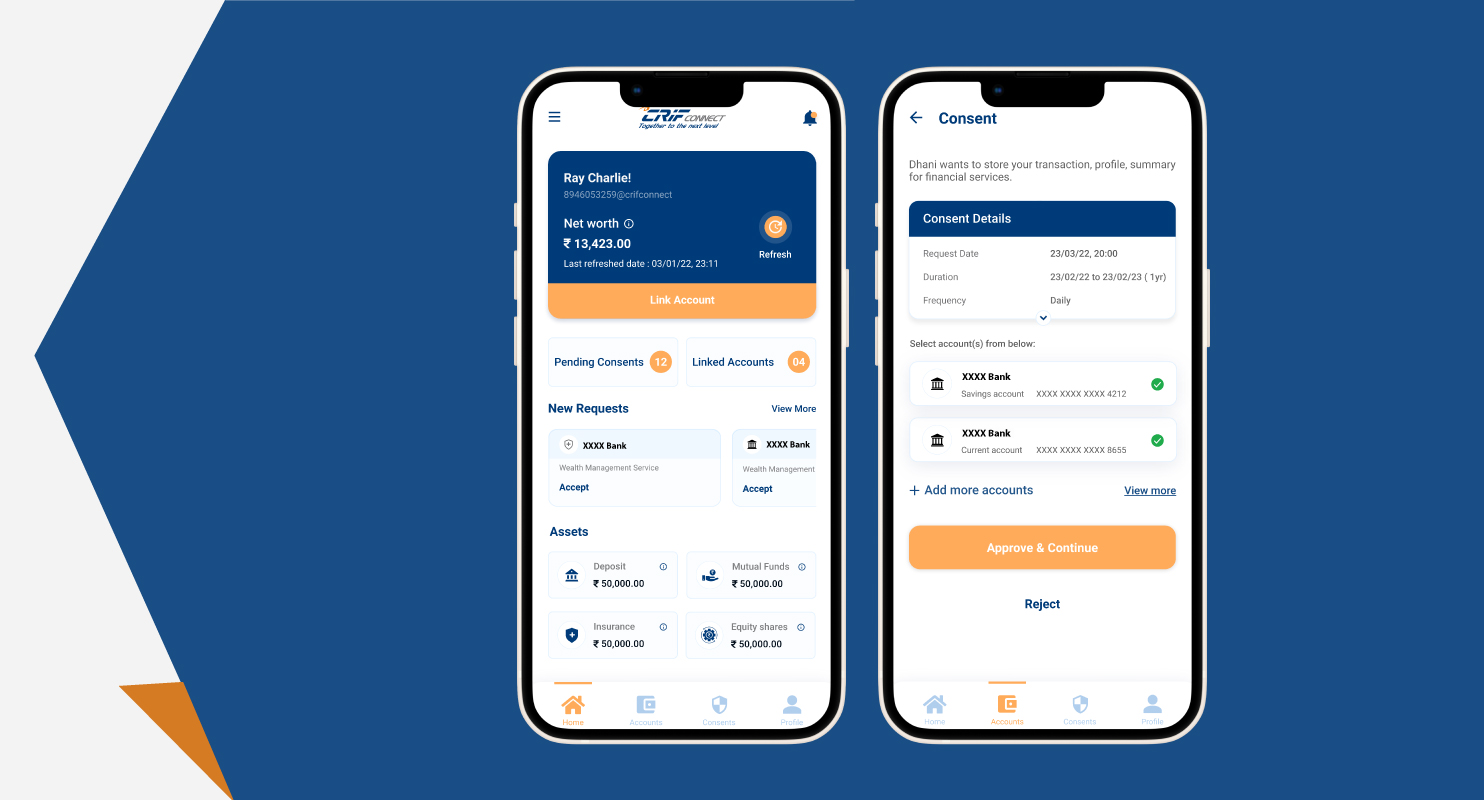 CRIF CONNECT
Together to the next level
Ray Charlie!
8946053259@crifconnect
Net worth
₹ 13,423.00
Last refreshed date : 03/01/22, 23:11
Refresh
Link Account
Pending Consents 12
Linked Accounts 04
New Requests
View More
XXXX Bank
Wealth Management Service
Accept
XXXX Bank
Wealth Management
Accept
Assets
Deposit
₹ 50,000.00
Mutual Funds
₹ 50,000.00
Insurance
₹ 50,000.00
Equity shares
₹ 50,000.00
Home
Accounts
Consents
Profile
Consent
Dhani wants to store your transaction, profile, summary
for financial services.
Consent Details
Request Date 23/03/22, 20:00
Duration 23/02/22 to 23/02/23 ( 1yr)
Frequency Daily
Select account(s) from below:
XXXX Bank
Savings account XXXX XXXX XXXX 4212
XXXX Bank
Current account XXXX XXXX XXXX 8655
+ Add more accounts
View more
Approve & Continue
Reject
Home
Accounts
Consents
Profile